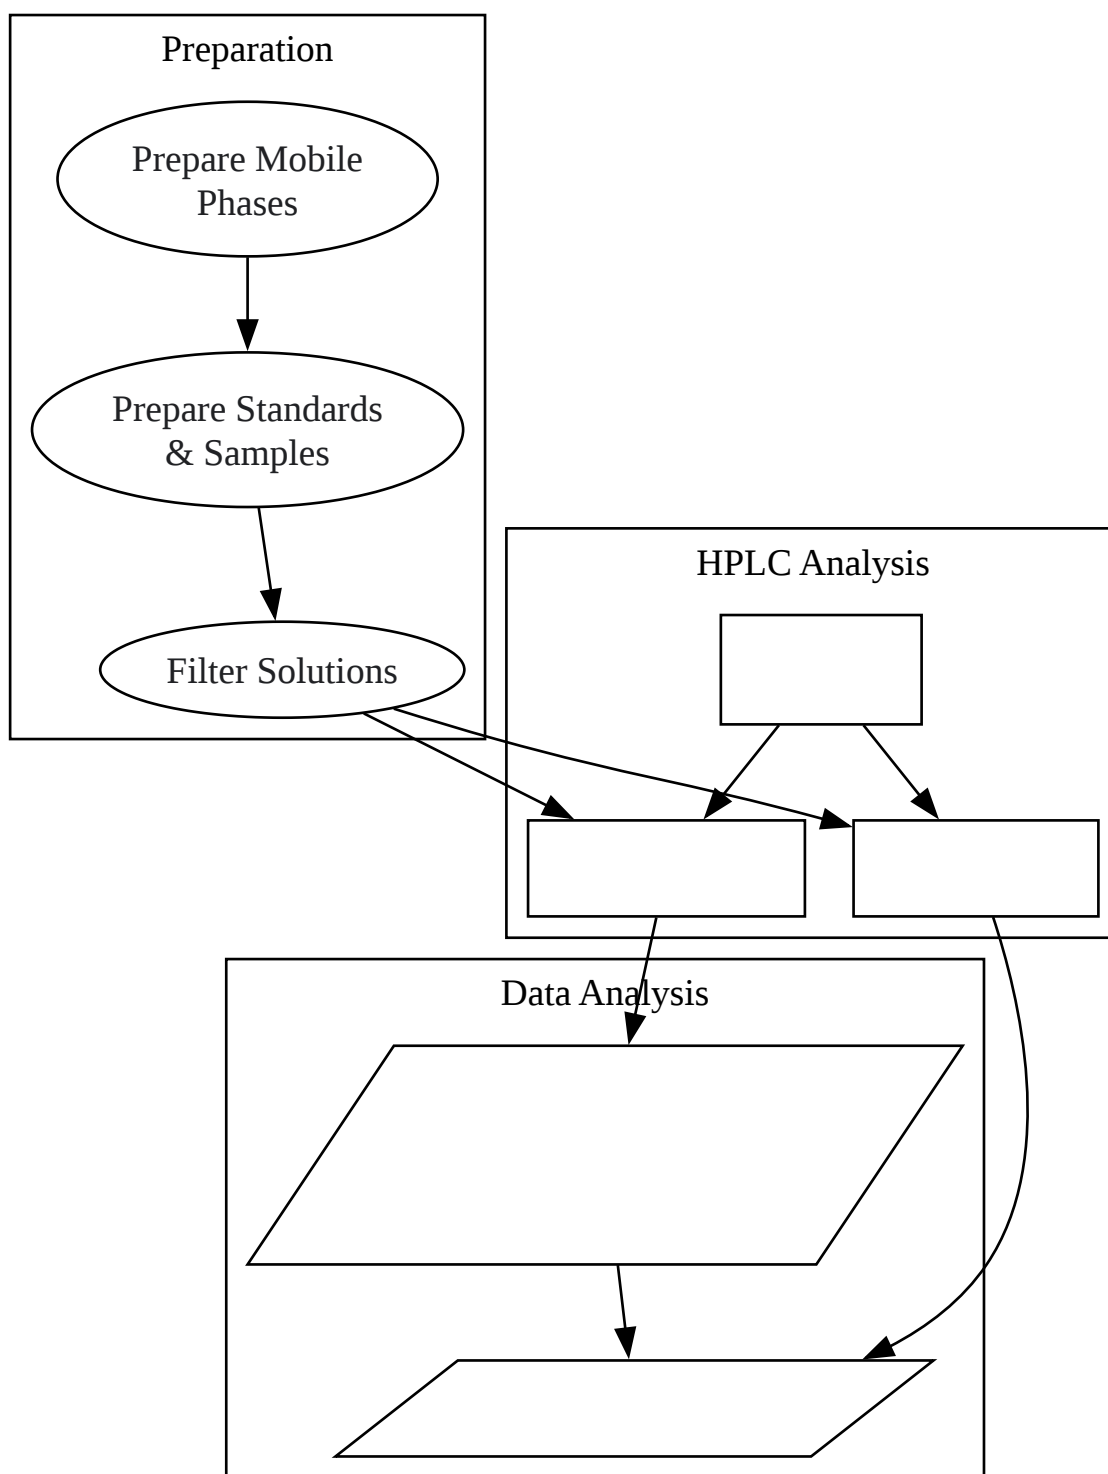 Preparation
Prepare Mobile
Phases
Prepare Standards
& Samples
Filter Solutions
HPLC Analysis
Data Analysis